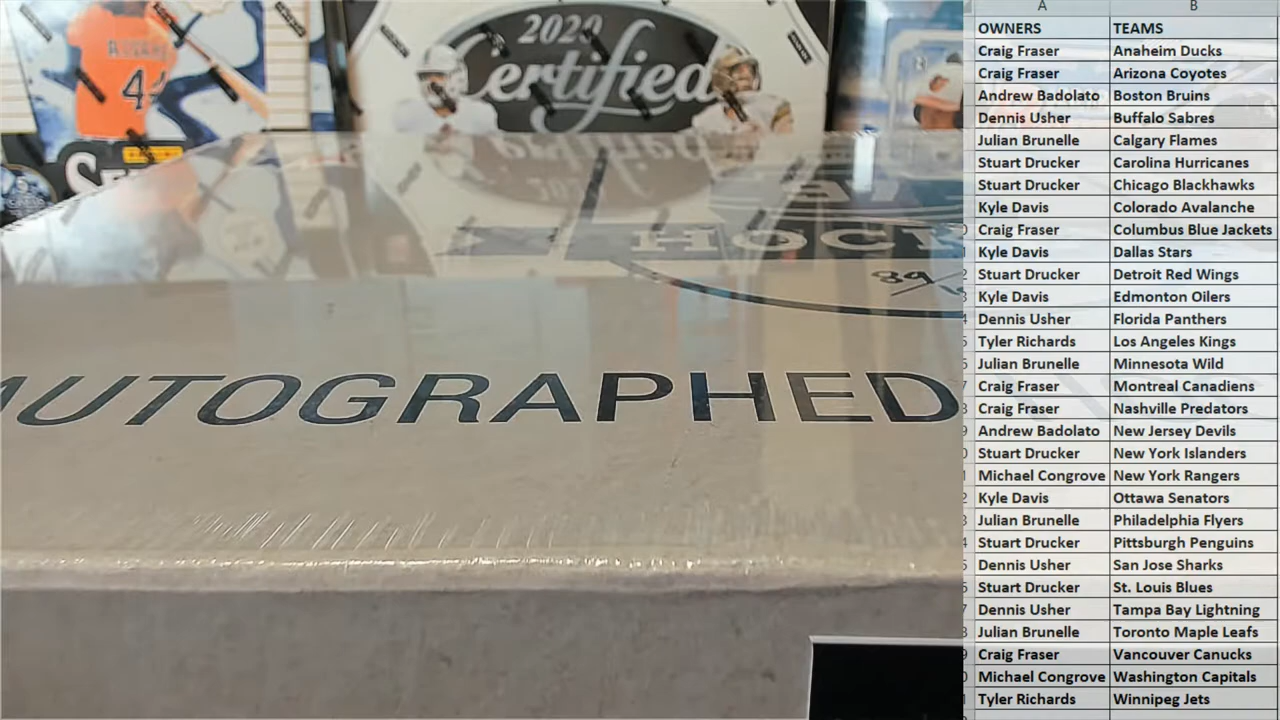 44
2020
Certified
HOC
89/
AUTOGRAPHED
A B
OWNERS TEAMS
Craig Fraser Anaheim Ducks
Craig Fraser Arizona Coyotes
Andrew Badolato Boston Bruins
Dennis Usher Buffalo Sabres
Julian Brunelle Calgary Flames
Stuart Drucker Carolina Hurricanes
Stuart Drucker Chicago Blackhawks
Kyle Davis Colorado Avalanche
Craig Fraser Columbus Blue Jackets
Kyle Davis Dallas Stars
Stuart Drucker Detroit Red Wings
Kyle Davis Edmonton Oilers
Dennis Usher Florida Panthers
Tyler Richards Los Angeles Kings
Julian Brunelle Minnesota Wild
Craig Fraser Montreal Canadiens
Craig Fraser Nashville Predators
Andrew Badolato New Jersey Devils
Stuart Drucker New York Islanders
Michael Congrove New York Rangers
Kyle Davis Ottawa Senators
Julian Brunelle Philadelphia Flyers
Stuart Drucker Pittsburgh Penguins
Dennis Usher San Jose Sharks
Stuart Drucker St. Louis Blues
Dennis Usher Tampa Bay Lightning
Julian Brunelle Toronto Maple Leafs
Craig Fraser Vancouver Canucks
Michael Congrove Washington Capitals
Tyler Richards Winnipeg Jets